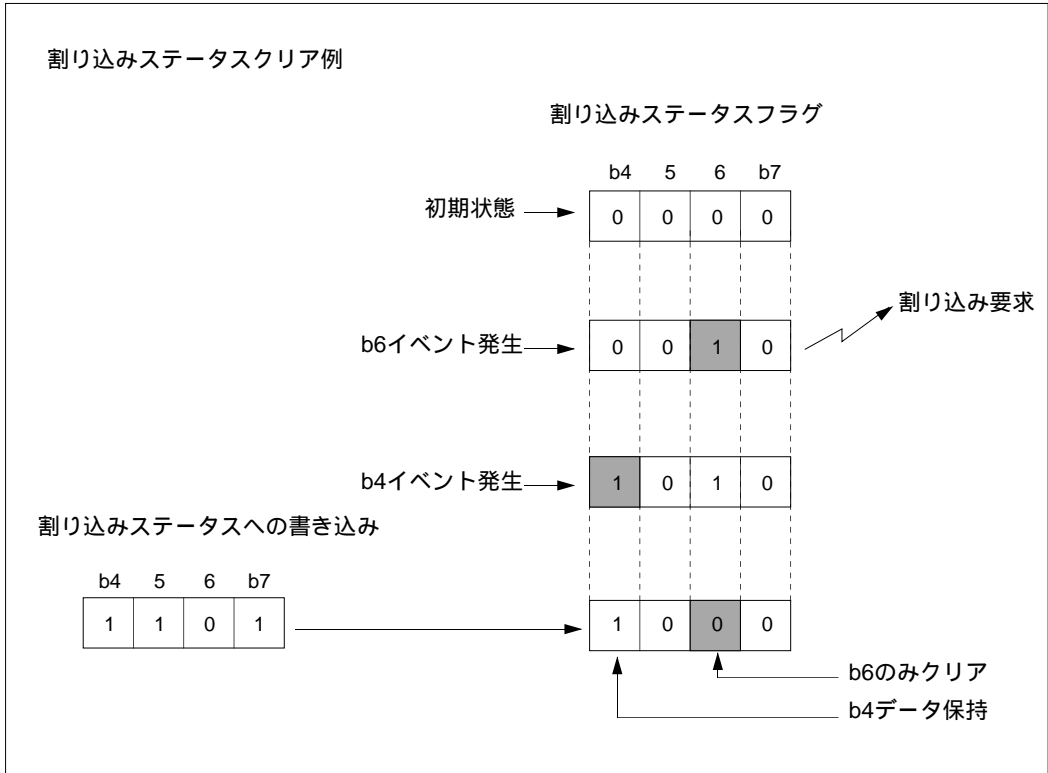 割り込みステータスクリア例
割り込みステータスフラグ
b4 5 6 b7
初期状態 0 0 0 0
割り込み要求
b6イベント発生 0 0 1 0
b4イベント発生 1 0 1 0
割り込みステータスへの書き込み
b4 5 6 b7
1 1 0 1 1 0 0 0
b6のみクリア
b4データ保持